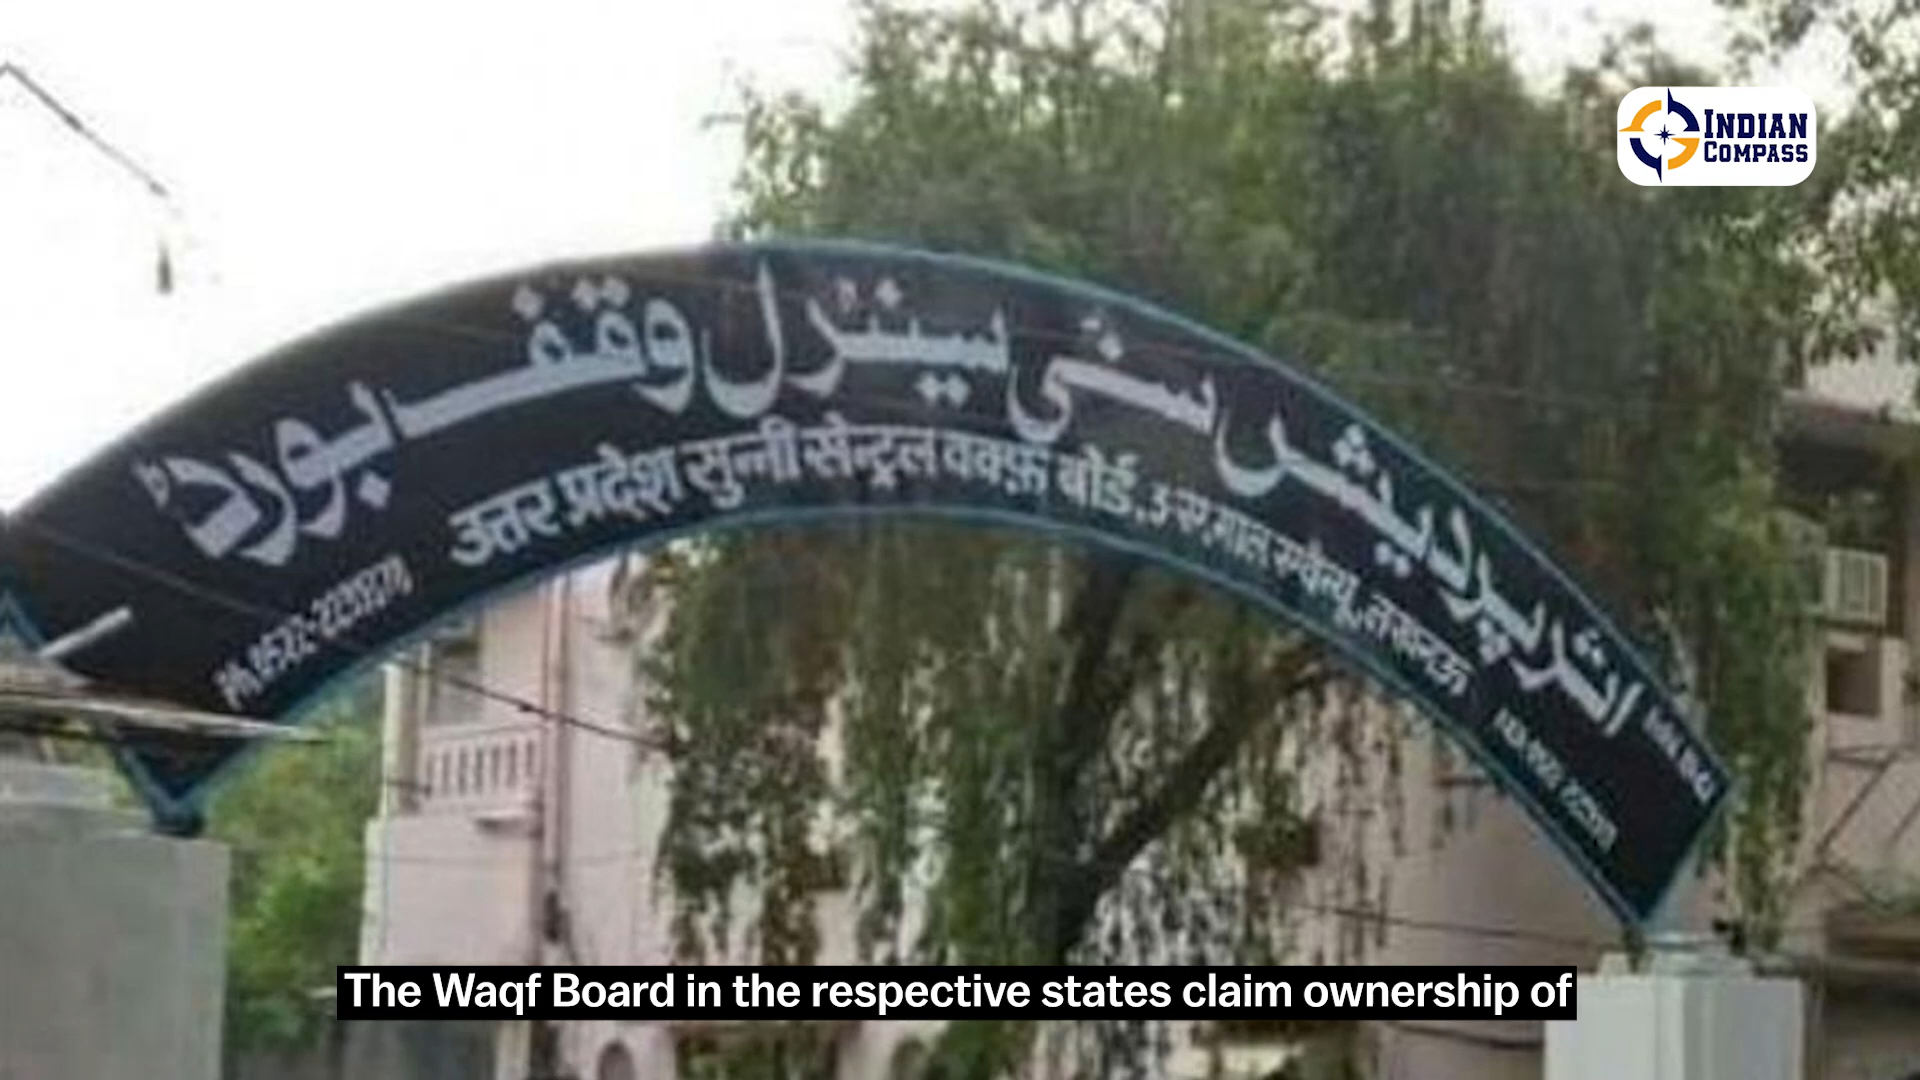 INDIAN
COMPASS
اتر پردیش سنی سینٹرل وقف بورڈ
उत्तर प्रदेश सुन्नी सेन्ट्रल वक्फ़ बोर्ड, 3-ए, माल एवेन्यू, लखनऊ
The Waqf Board in the respective states claim ownership of